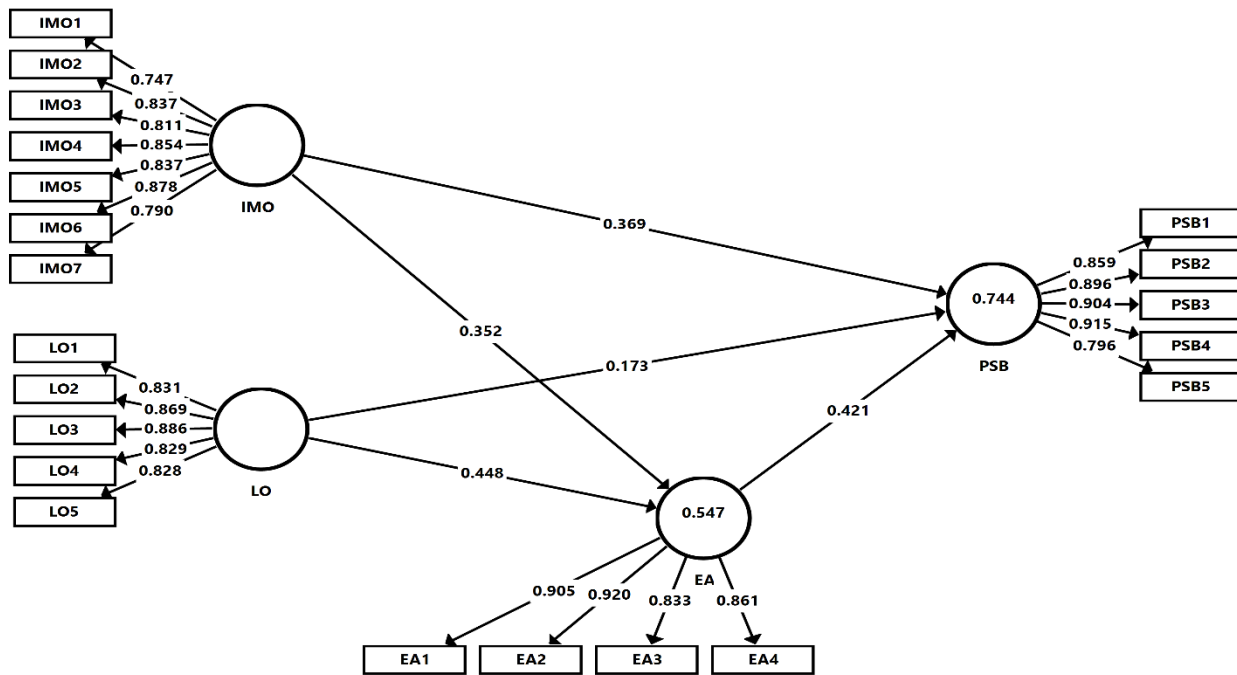 IMO1
IMO2
IMO3
IMO4
IMO5
IMO6
IMO7
0.747
0.837
0.811
0.854
0.837
0.878
0.790
IMO
LO1
LO2
LO3
LO4
LO5
0.831
0.869
0.886
0.829
0.828
LO
0.369
0.352
0.173
0.448
0.421
0.744
PSB
0.859
0.896
0.904
0.915
0.796
PSB1
PSB2
PSB3
PSB4
PSB5
0.547
EA
0.905
0.920
0.833
0.861
EA1
EA2
EA3
EA4